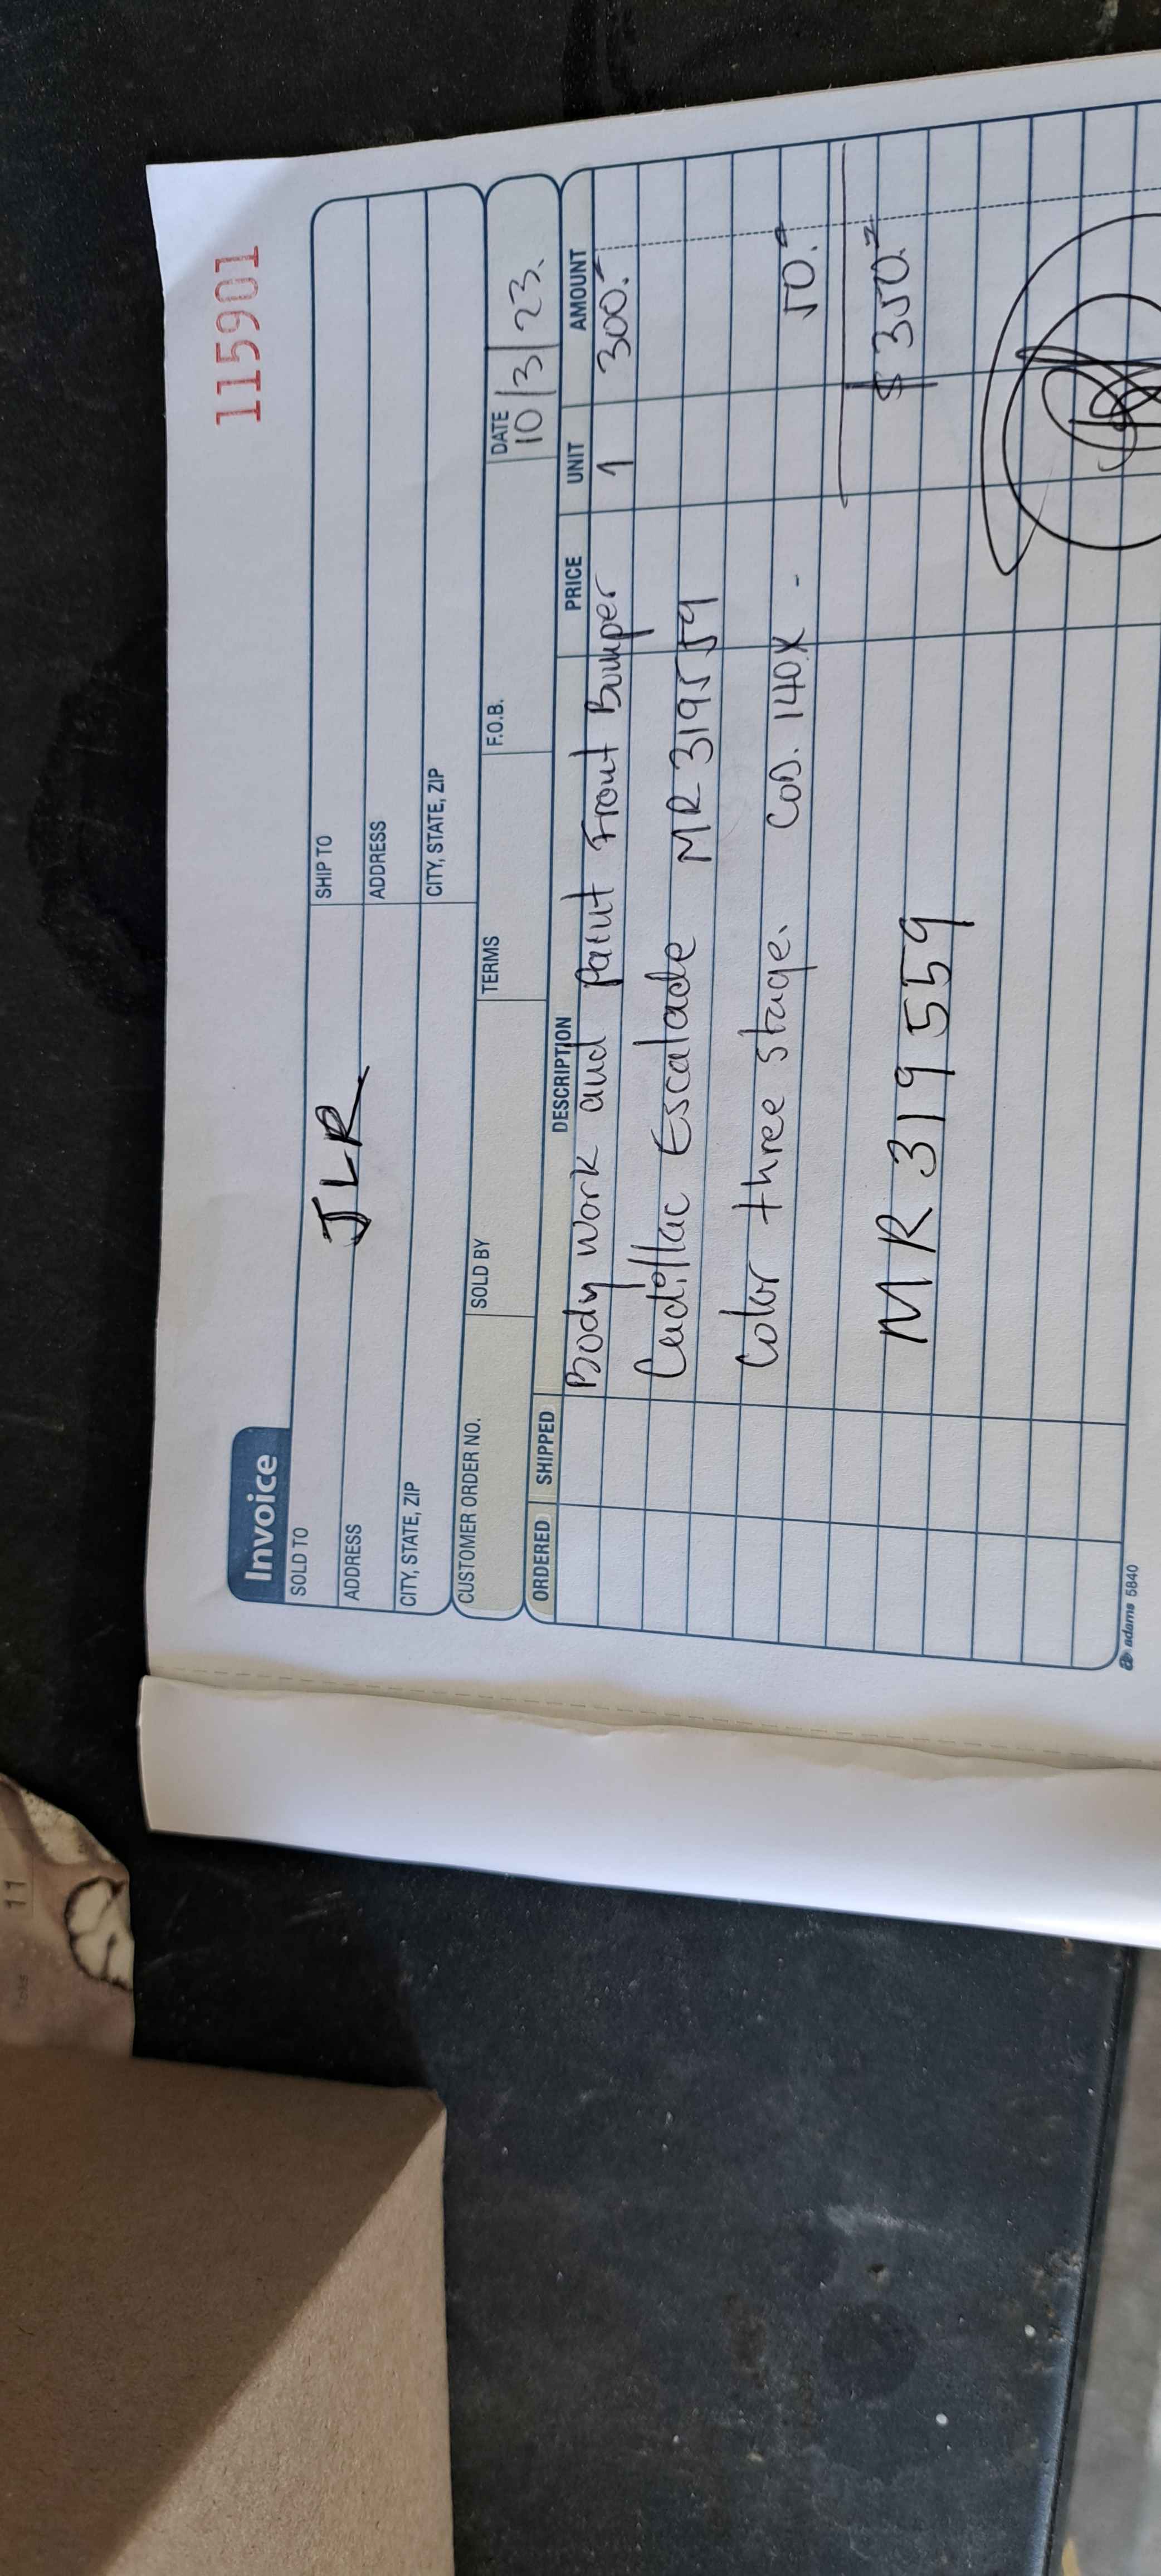 115901
Invoice
SOLD TO JLR SHIP TO
ADDRESS ADDRESS
CITY, STATE, ZIP CITY, STATE, ZIP
CUSTOMER ORDER NO. SOLD BY TERMS F.O.B. DATE 10/3/23.
ORDERED SHIPPED DESCRIPTION PRICE UNIT AMOUNT
Body work and paint Front Bumper 1 300.-
Cadillac Escalade MR 319559
Color three stage. COD. 140X - 50.-
$350.-
MR 319559
adams 5840
11